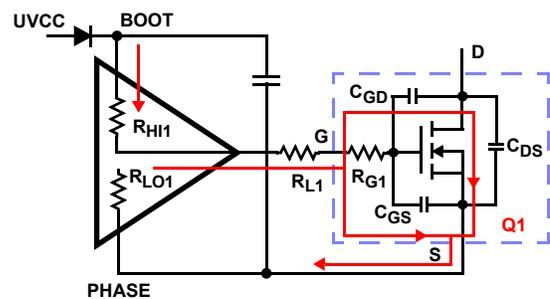 UVCC
BOOT
D
CGD
RHI1
G
CDS
RLO1
RL1
RG1
CGS
Q1
S
PHASE